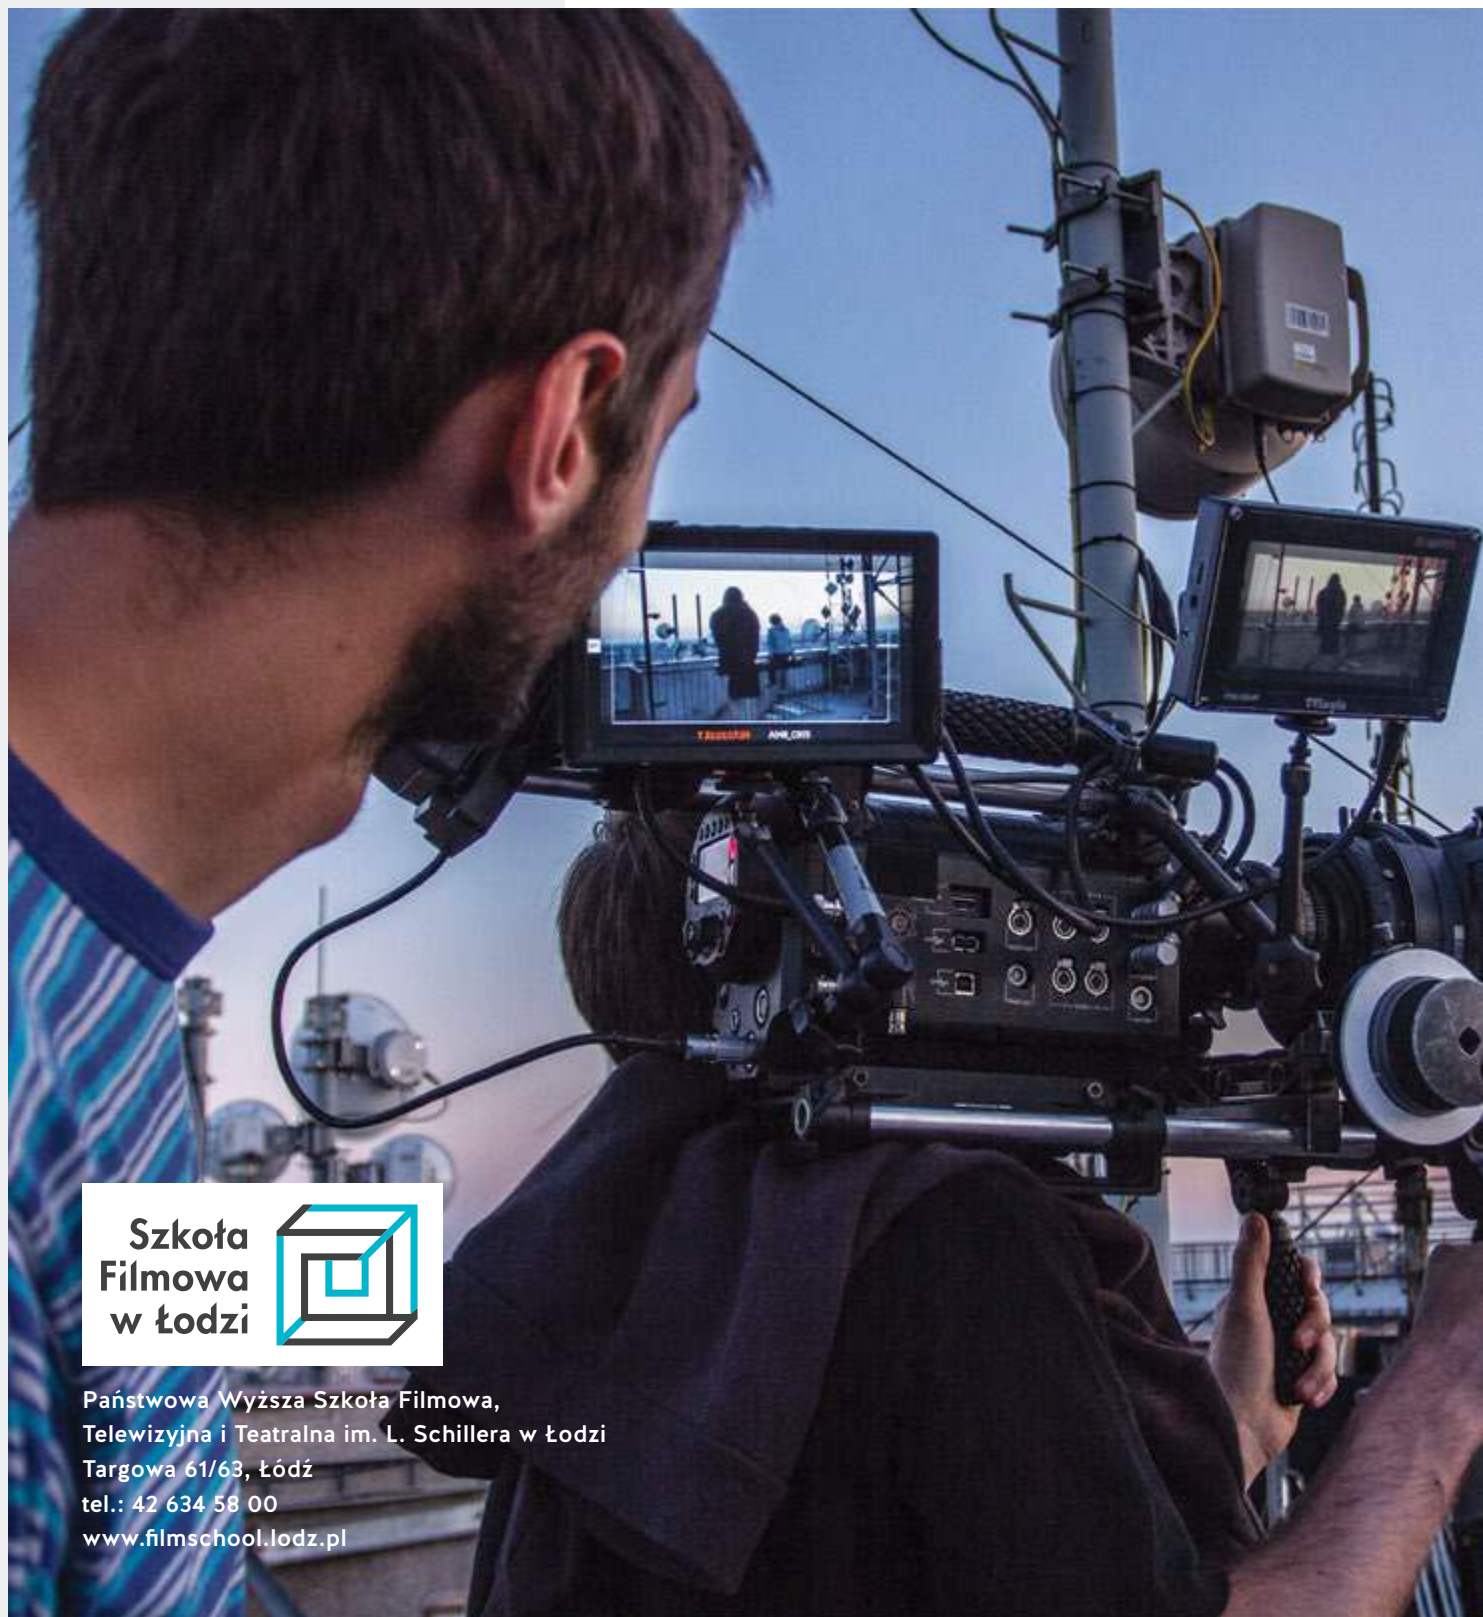 Szkoła
Filmowa
w Łodzi
Państwowa Wyższa Szkoła Filmowa,
Telewizyjna i Teatralna im. L. Schillera w Łodzi
Targowa 61/63, Łódź
tel.: 42 634 58 00
www.filmschool.lodz.pl